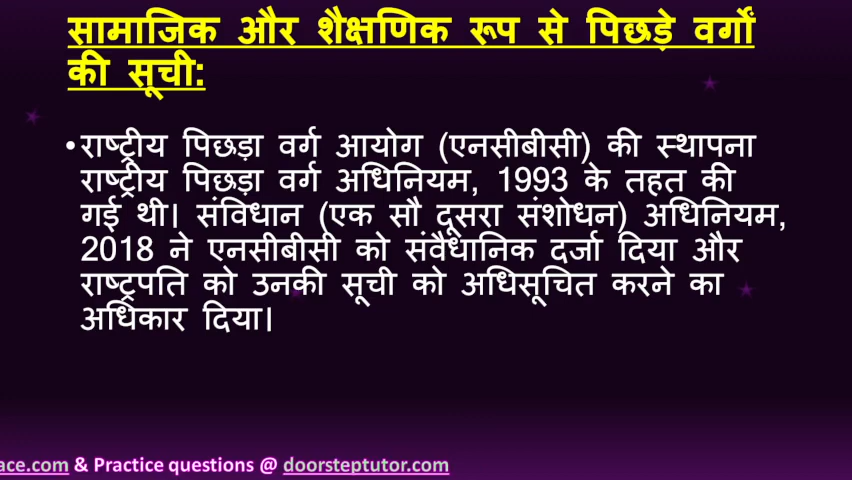 सामाजिक और शैक्षणिक रूप से पिछड़े वर्गों
की सूची:
•राष्ट्रीय पिछड़ा वर्ग आयोग (एनसीबीसी) की स्थापना
राष्ट्रीय पिछड़ा वर्ग अधिनियम, 1993 के तहत की
गई थी। संविधान (एक सौ दूसरा संशोधन) अधिनियम,
2018 ने एनसीबीसी को संवैधानिक दर्जा दिया और
राष्ट्रपति को उनकी सूची को अधिसूचित करने का
अधिकार दिया।
ace.com & Practice questions @ doorsteptutor.com